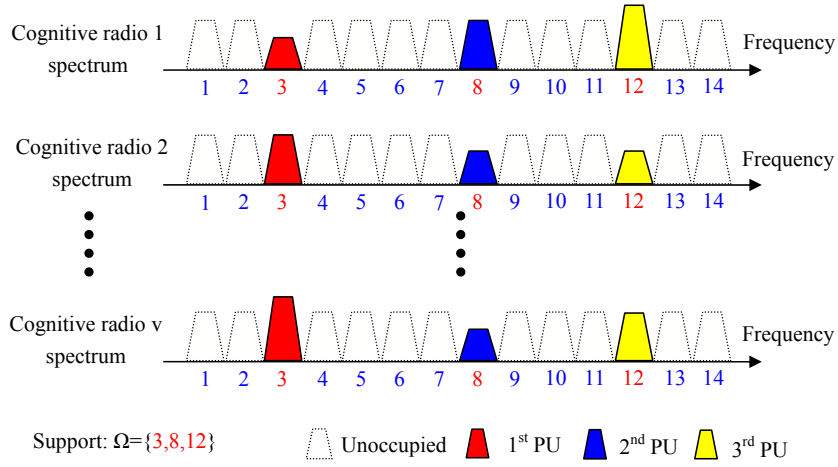 Cognitive radio 1 spectrum
Frequency
1 2 3 4 5 6 7 8 9 10 11 12 13 14
Cognitive radio 2 spectrum
Frequency
1 2 3 4 5 6 7 8 9 10 11 12 13 14
Cognitive radio v spectrum
Frequency
1 2 3 4 5 6 7 8 9 10 11 12 13 14
Support: Ω={3,8,12} Unoccupied 1st PU 2nd PU 3rd PU